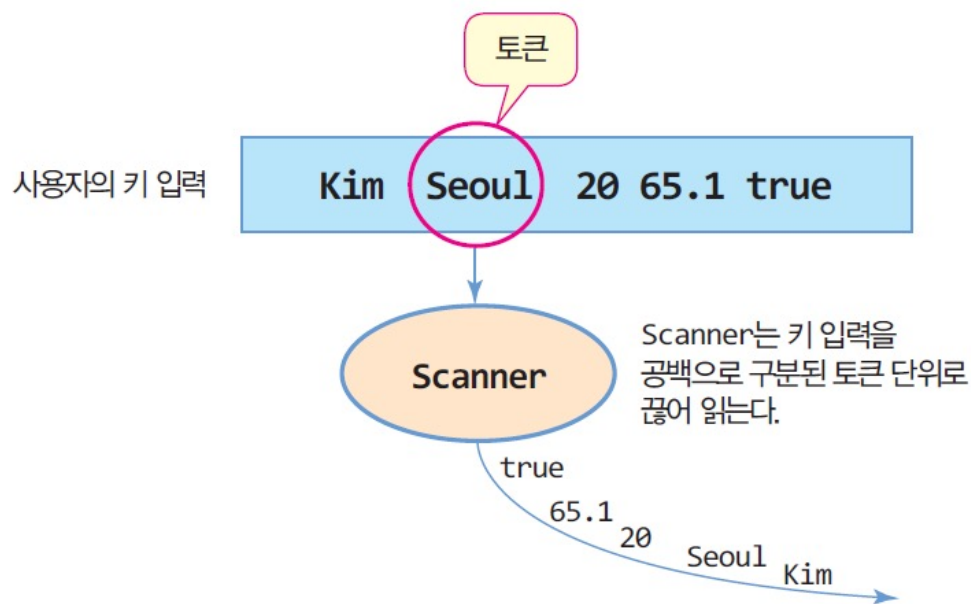 토큰
사용자의 키 입력
Kim Seoul 20 65.1 true
Scanner
Scanner는 키 입력을
공백으로 구분된 토큰 단위로
끊어 읽는다.
true
65.1
20
Seoul
Kim